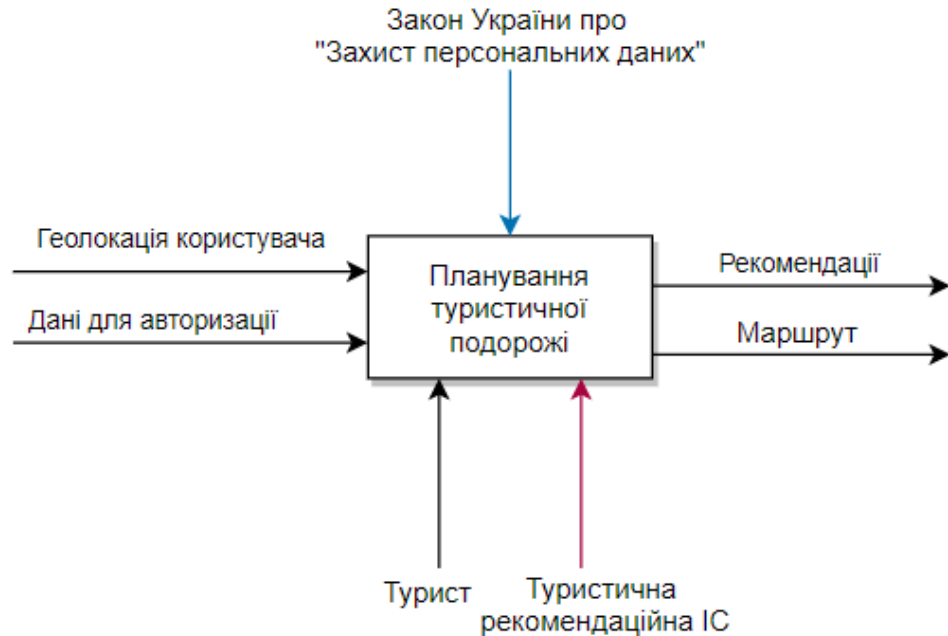 Закон України про
"Захист персональних даних"
Геолокація користувача
Дані для авторизації
Планування
туристичної
подорожі
Рекомендації
Маршрут
Турист
Туристична
рекомендаційна ІС